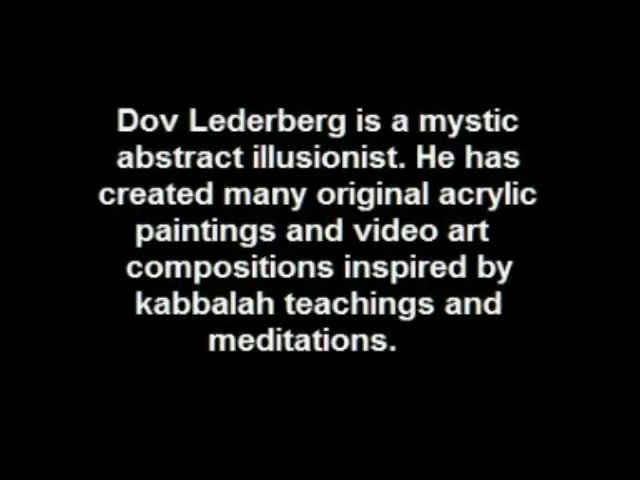 Dov Lederberg is a mystic
abstract illusionist. He has
created many original acrylic
paintings and video art
compositions inspired by
kabbalah teachings and
meditations.